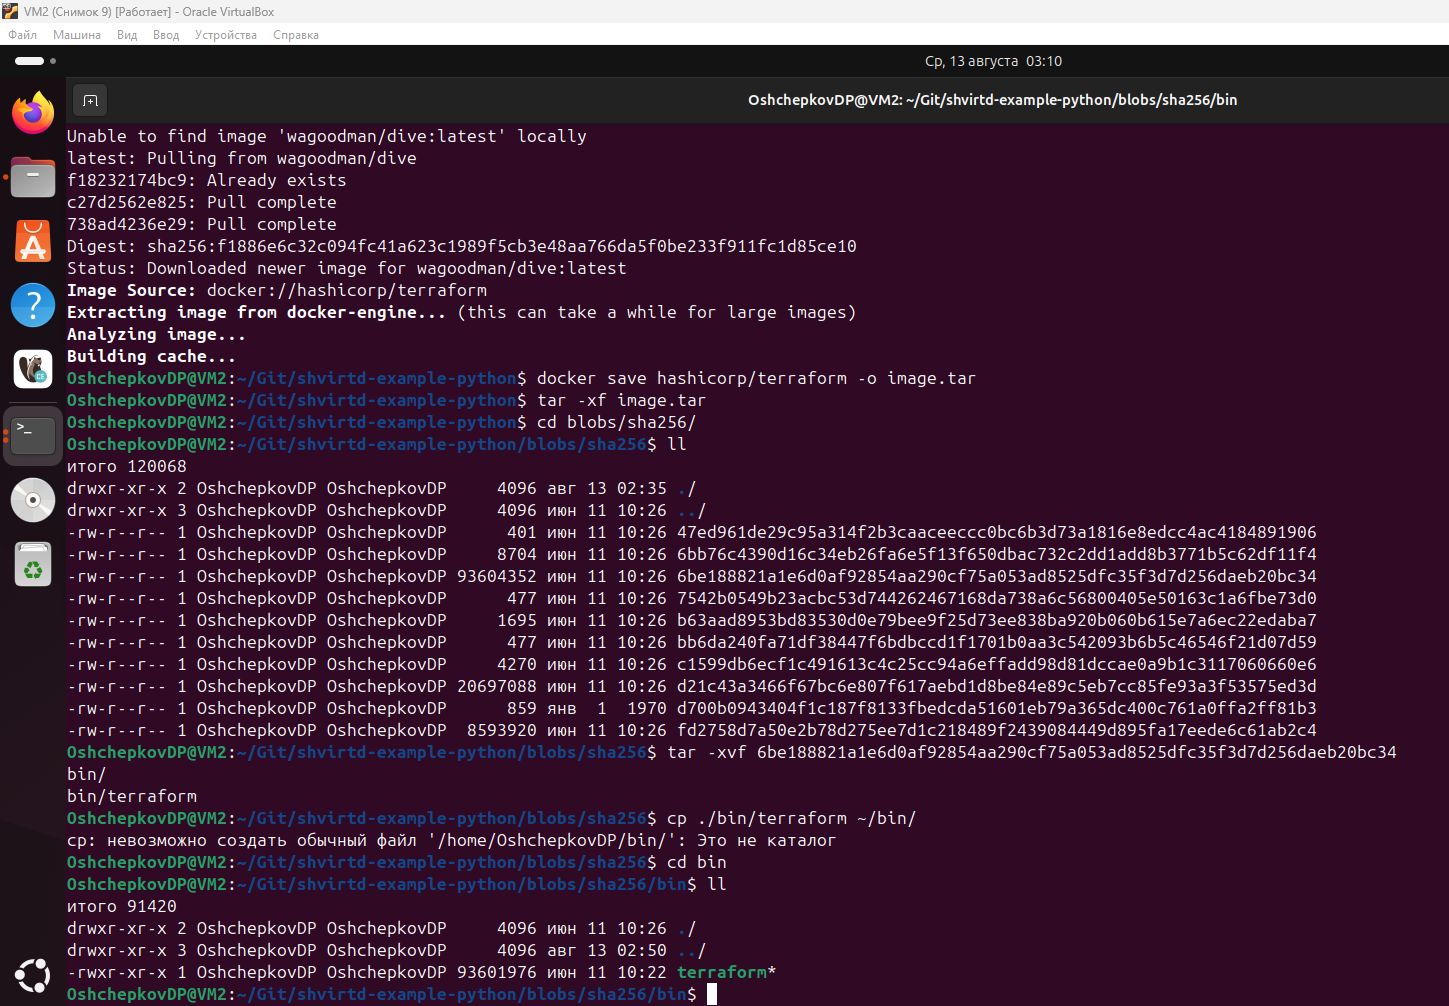 VM2 (Снимок 9) [Работает] - Oracle VirtualBox
Файл Машина Вид Ввод Устройства Справка
Ср, 13 августа 03:10
OshchepkovDP@VM2: ~/Git/shvirtd-example-python/blobs/sha256/bin
Unable to find image 'wagoodman/dive:latest' locally
latest: Pulling from wagoodman/dive
f18232174bc9: Already exists
c27d2562e825: Pull complete
738ad4236e29: Pull complete
Digest: sha256:f1886e6c32c094fc41a623c1989f5cb3e48aa766da5f0be233f911fc1d85ce10
Status: Downloaded newer image for wagoodman/dive:latest
Image Source: docker://hashicorp/terraform
Extracting image from docker-engine... (this can take a while for large images)
Analyzing image...
Building cache...
OshchepkovDP@VM2:~/Git/shvirtd-example-python$ docker save hashicorp/terraform -o image.tar
OshchepkovDP@VM2:~/Git/shvirtd-example-python$ tar -xf image.tar
OshchepkovDP@VM2:~/Git/shvirtd-example-python$ cd blobs/sha256/
OshchepkovDP@VM2:~/Git/shvirtd-example-python/blobs/sha256$ ll
итого 120068
drwxr-xr-x 2 OshchepkovDP OshchepkovDP     4096 авг 13 02:35 ./
drwxr-xr-x 3 OshchepkovDP OshchepkovDP     4096 июн 11 10:26 ../
-rw-r--r-- 1 OshchepkovDP OshchepkovDP      401 июн 11 10:26 47ed961de29c95a314f2b3caaceeccc0bc6b3d73a1816e8edcc4ac4184891906
-rw-r--r-- 1 OshchepkovDP OshchepkovDP     8704 июн 11 10:26 6bb76c4390d16c34eb26fa6e5f13f650dbac732c2dd1add8b3771b5c62df11f4
-rw-r--r-- 1 OshchepkovDP OshchepkovDP 93604352 июн 11 10:26 6be188821a1e6d0af92854aa290cf75a053ad8525dfc35f3d7d256daeb20bc34
-rw-r--r-- 1 OshchepkovDP OshchepkovDP      477 июн 11 10:26 7542b0549b23acbc53d744262467168da738a6c56800405e50163c1a6fbe73d0
-rw-r--r-- 1 OshchepkovDP OshchepkovDP     1695 июн 11 10:26 b63aad8953bd83530d0e79bee9f25d73ee838ba920b060b615e7a6ec22edaba7
-rw-r--r-- 1 OshchepkovDP OshchepkovDP      477 июн 11 10:26 bb6da240fa71df38447f6bdbccd1f1701b0aa3c542093b6b5c46546f21d07d59
-rw-r--r-- 1 OshchepkovDP OshchepkovDP     4270 июн 11 10:26 c1599db6ecf1c491613c4c25cc94a6effadd98d81dccae0a9b1c3117060660e6
-rw-r--r-- 1 OshchepkovDP OshchepkovDP 20697088 июн 11 10:26 d21c43a3466f67bc6e807f617aebd1d8be84e89c5eb7cc85fe93a3f53575ed3d
-rw-r--r-- 1 OshchepkovDP OshchepkovDP      859 янв  1  1970 d700b0943404f1c187f8133fbedcda51601eb79a365dc400c761a0ffa2ff81b3
-rw-r--r-- 1 OshchepkovDP OshchepkovDP  8593920 июн 11 10:26 fd2758d7a50e2b78d275ee7d1c218489f2439084449d895fa17eede6c61ab2c4
OshchepkovDP@VM2:~/Git/shvirtd-example-python/blobs/sha256$ tar -xvf 6be188821a1e6d0af92854aa290cf75a053ad8525dfc35f3d7d256daeb20bc34
bin/
bin/terraform
OshchepkovDP@VM2:~/Git/shvirtd-example-python/blobs/sha256$ cp ./bin/terraform ~/bin/
cp: невозможно создать обычный файл '/home/OshchepkovDP/bin/': Это не каталог
OshchepkovDP@VM2:~/Git/shvirtd-example-python/blobs/sha256$ cd bin
OshchepkovDP@VM2:~/Git/shvirtd-example-python/blobs/sha256/bin$ ll
итого 91420
drwxr-xr-x 2 OshchepkovDP OshchepkovDP     4096 июн 11 10:26 ./
drwxr-xr-x 3 OshchepkovDP OshchepkovDP     4096 авг 13 02:50 ../
-rwxr-xr-x 1 OshchepkovDP OshchepkovDP 93601976 июн 11 10:22 terraform*
OshchepkovDP@VM2:~/Git/shvirtd-example-python/blobs/sha256/bin$